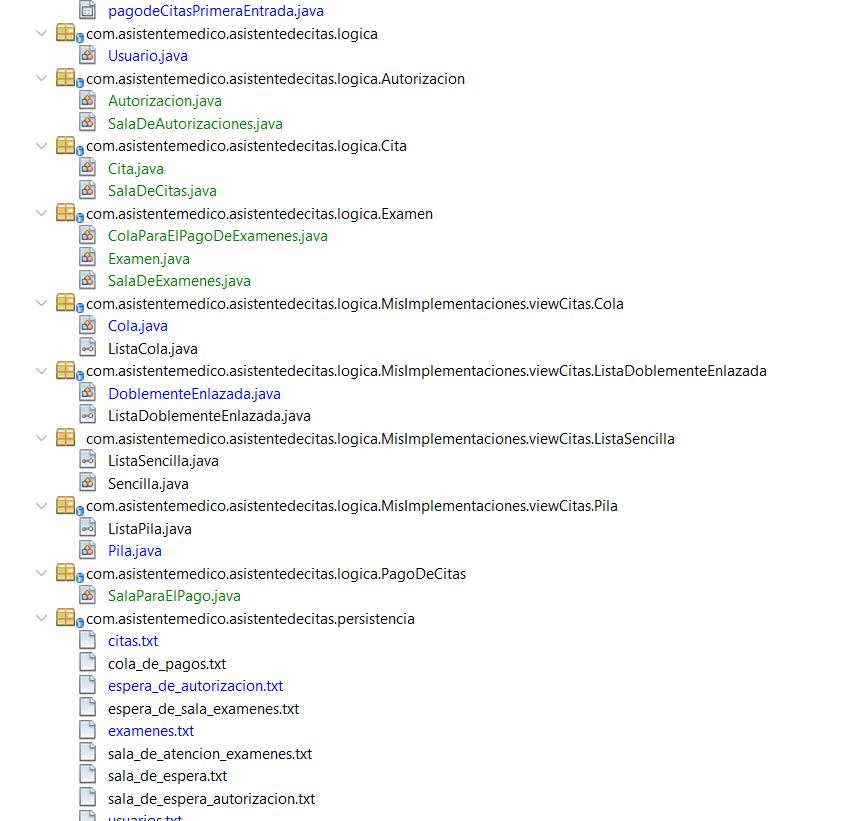 pagodeCitasPrimeraEntrada.java
com.asistentemedico.asistentedecitas.logica
Usuario.java
com.asistentemedico.asistentedecitas.logica.Autorizacion
Autorizacion.java
SalaDeAutorizaciones.java
com.asistentemedico.asistentedecitas.logica.Cita
Cita.java
SalaDeCitas.java
com.asistentemedico.asistentedecitas.logica.Examen
ColaParaElPagoDeExamenes.java
Examen.java
SalaDeExamenes.java
com.asistentemedico.asistentedecitas.logica.MisImplementaciones.viewCitas.Cola
Cola.java
ListaCola.java
com.asistentemedico.asistentedecitas.logica.MisImplementaciones.viewCitas.ListaDoblementeEnlazada
DoblementeEnlazada.java
ListaDoblementeEnlazada.java
com.asistentemedico.asistentedecitas.logica.MisImplementaciones.viewCitas.ListaSencilla
ListaSencilla.java
Sencilla.java
com.asistentemedico.asistentedecitas.logica.MisImplementaciones.viewCitas.Pila
ListaPila.java
Pila.java
com.asistentemedico.asistentedecitas.logica.PagoDeCitas
SalaParaElPago.java
com.asistentemedico.asistentedecitas.persistencia
citas.txt
cola_de_pagos.txt
espera_de_autorizacion.txt
espera_de_sala_examenes.txt
examenes.txt
sala_de_atencion_examenes.txt
sala_de_espera.txt
sala_de_espera_autorizacion.txt
usuarios.txt